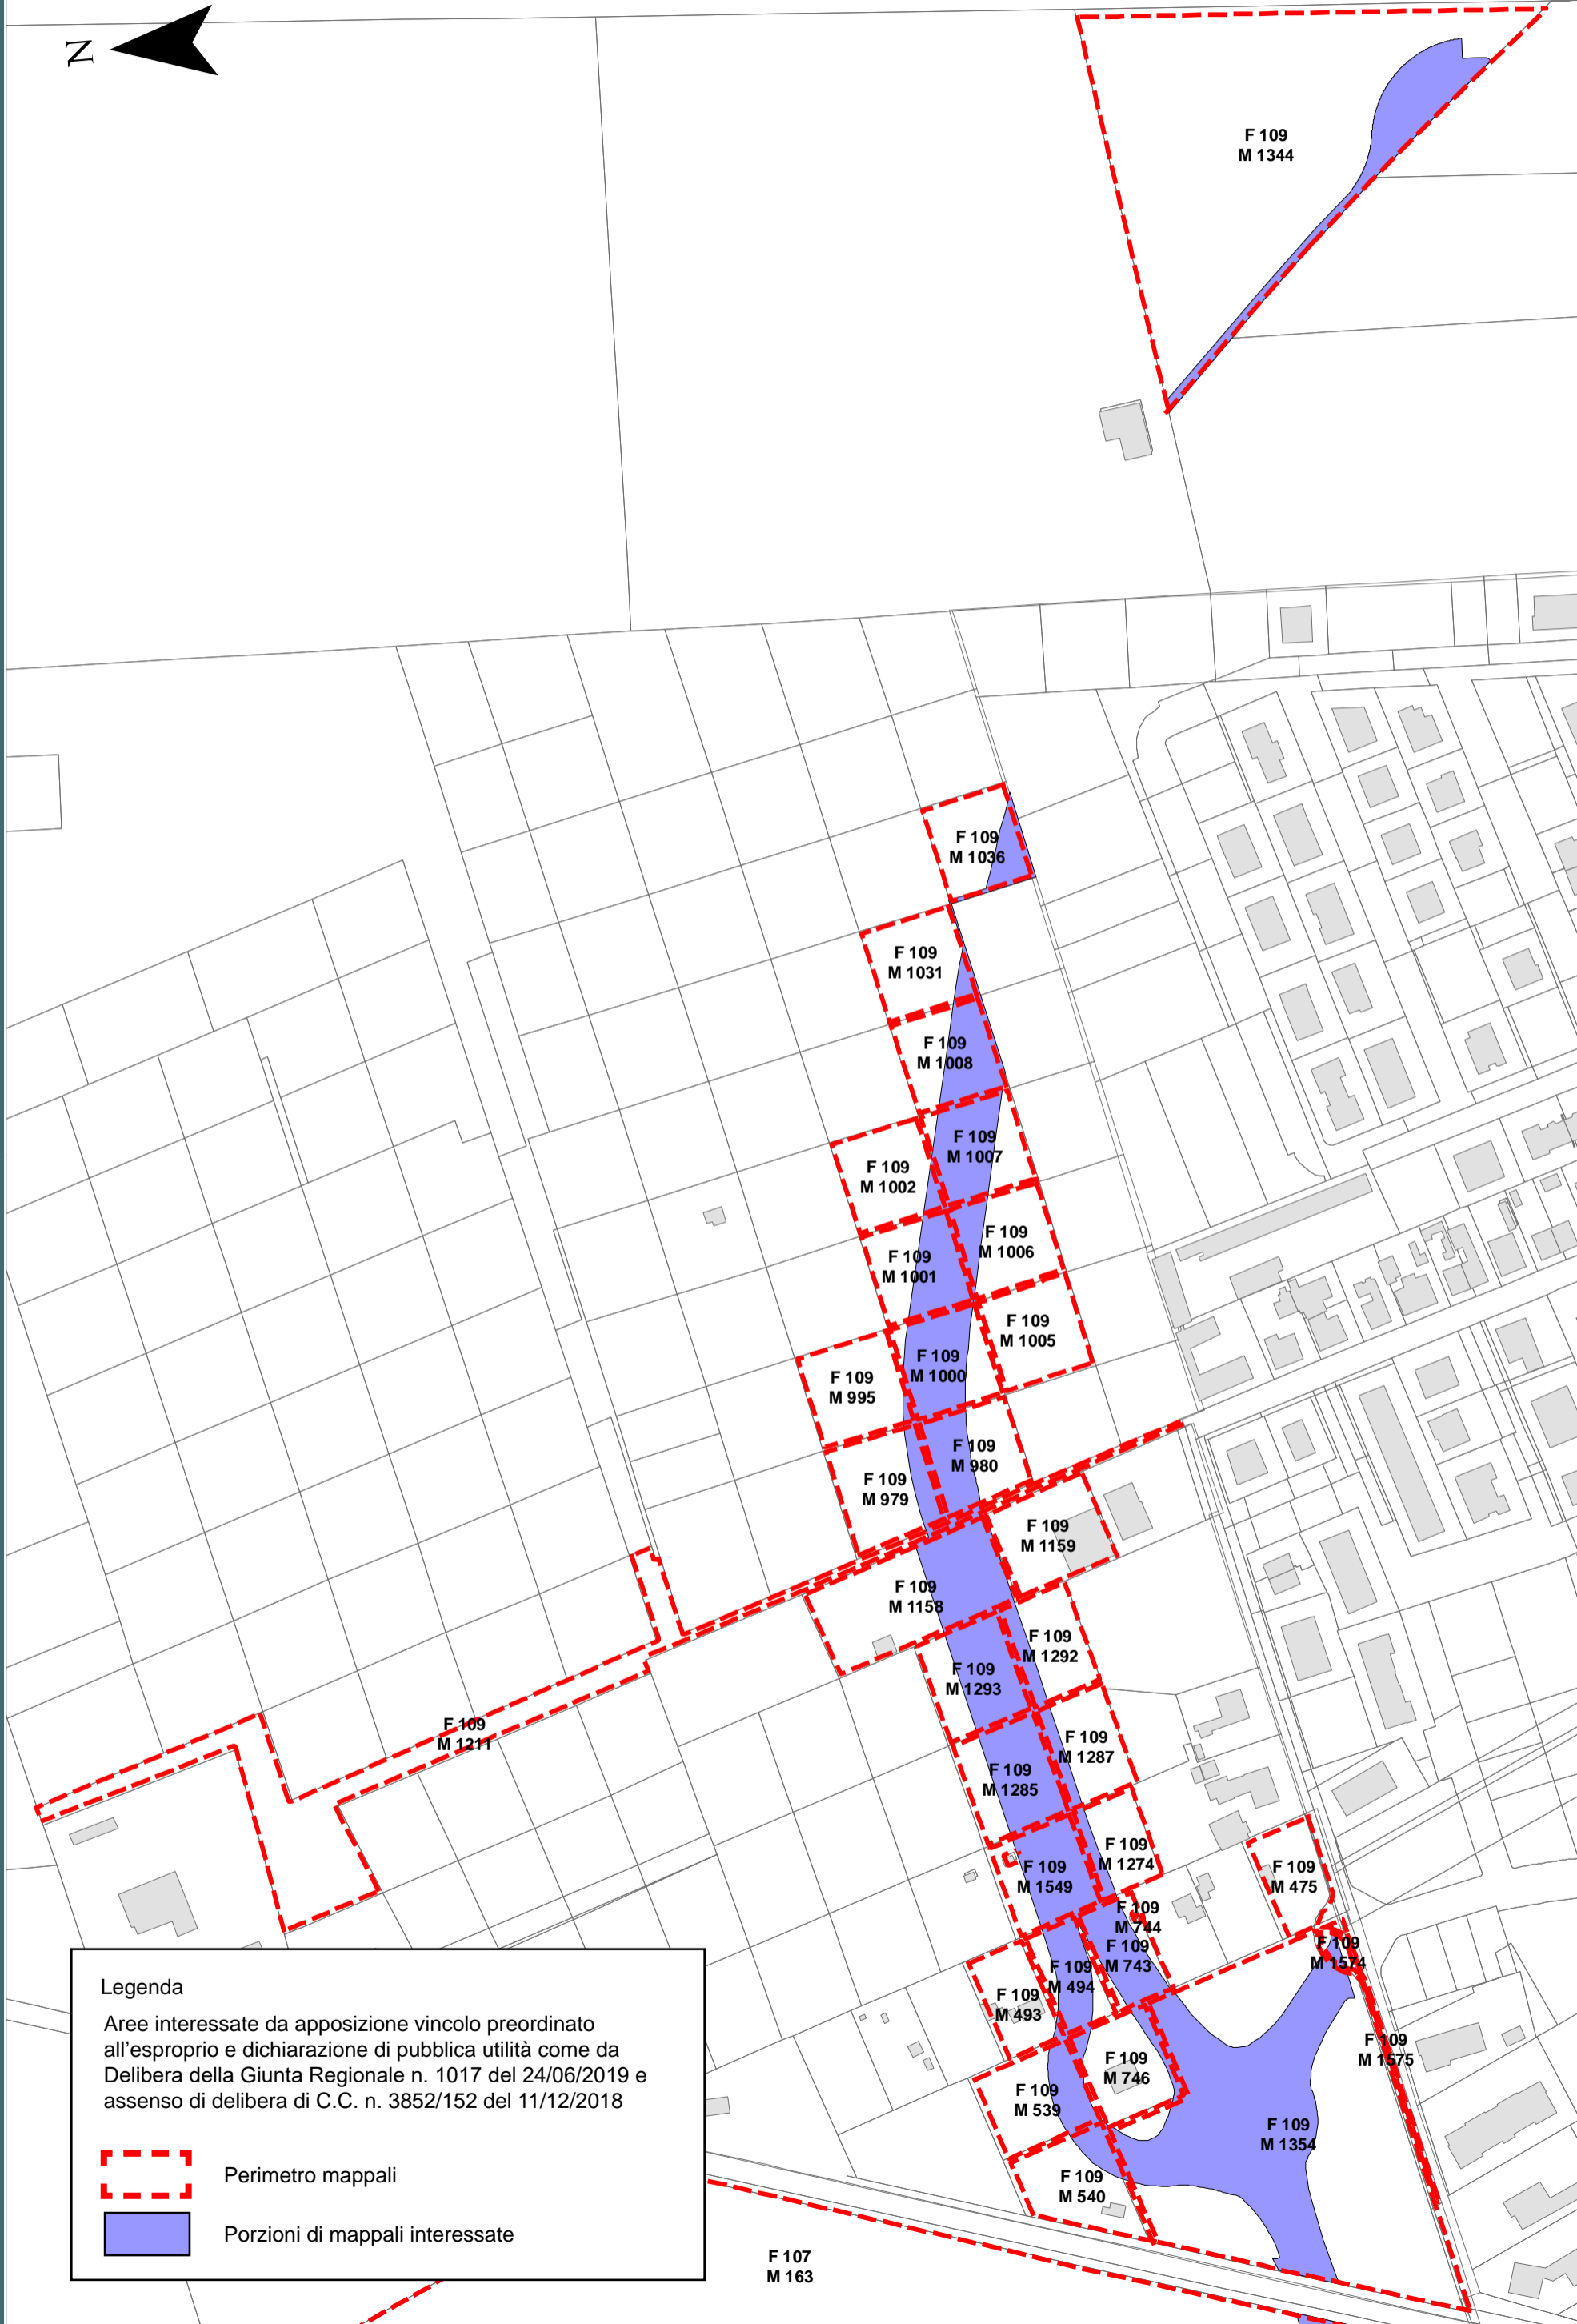 N
F 109
M 1344
F 109
M 1036
F 109
M 1031
F 109
M 1008
F 109
M 1007
F 109
M 1002
F 109
M 1006
F 109
M 1001
F 109
M 1005
F 109
M 1000
F 109
M 995
F 109
M 980
F 109
M 979
F 109
M 1159
F 109
M 1158
F 109
M 1292
F 109
M 1293
F 109
M 1211
F 109
M 1287
F 109
M 1285
F 109
M 1274
F 109
M 1549
F 109
M 475
F 109
M 744
F 109
M 743
F 109
M 1574
F 109
M 494
F 109
M 493
F 109
M 1575
F 109
M 746
F 109
M 539
F 109
M 1354
F 109
M 540
F 107
M 163
Legenda
Aree interessate da apposizione vincolo preordinato
all'esproprio e dichiarazione di pubblica utilità come da
Delibera della Giunta Regionale n. 1017 del 24/06/2019 e
assenso di delibera di C.C. n. 3852/152 del 11/12/2018
Perimetro mappali
Porzioni di mappali interessate